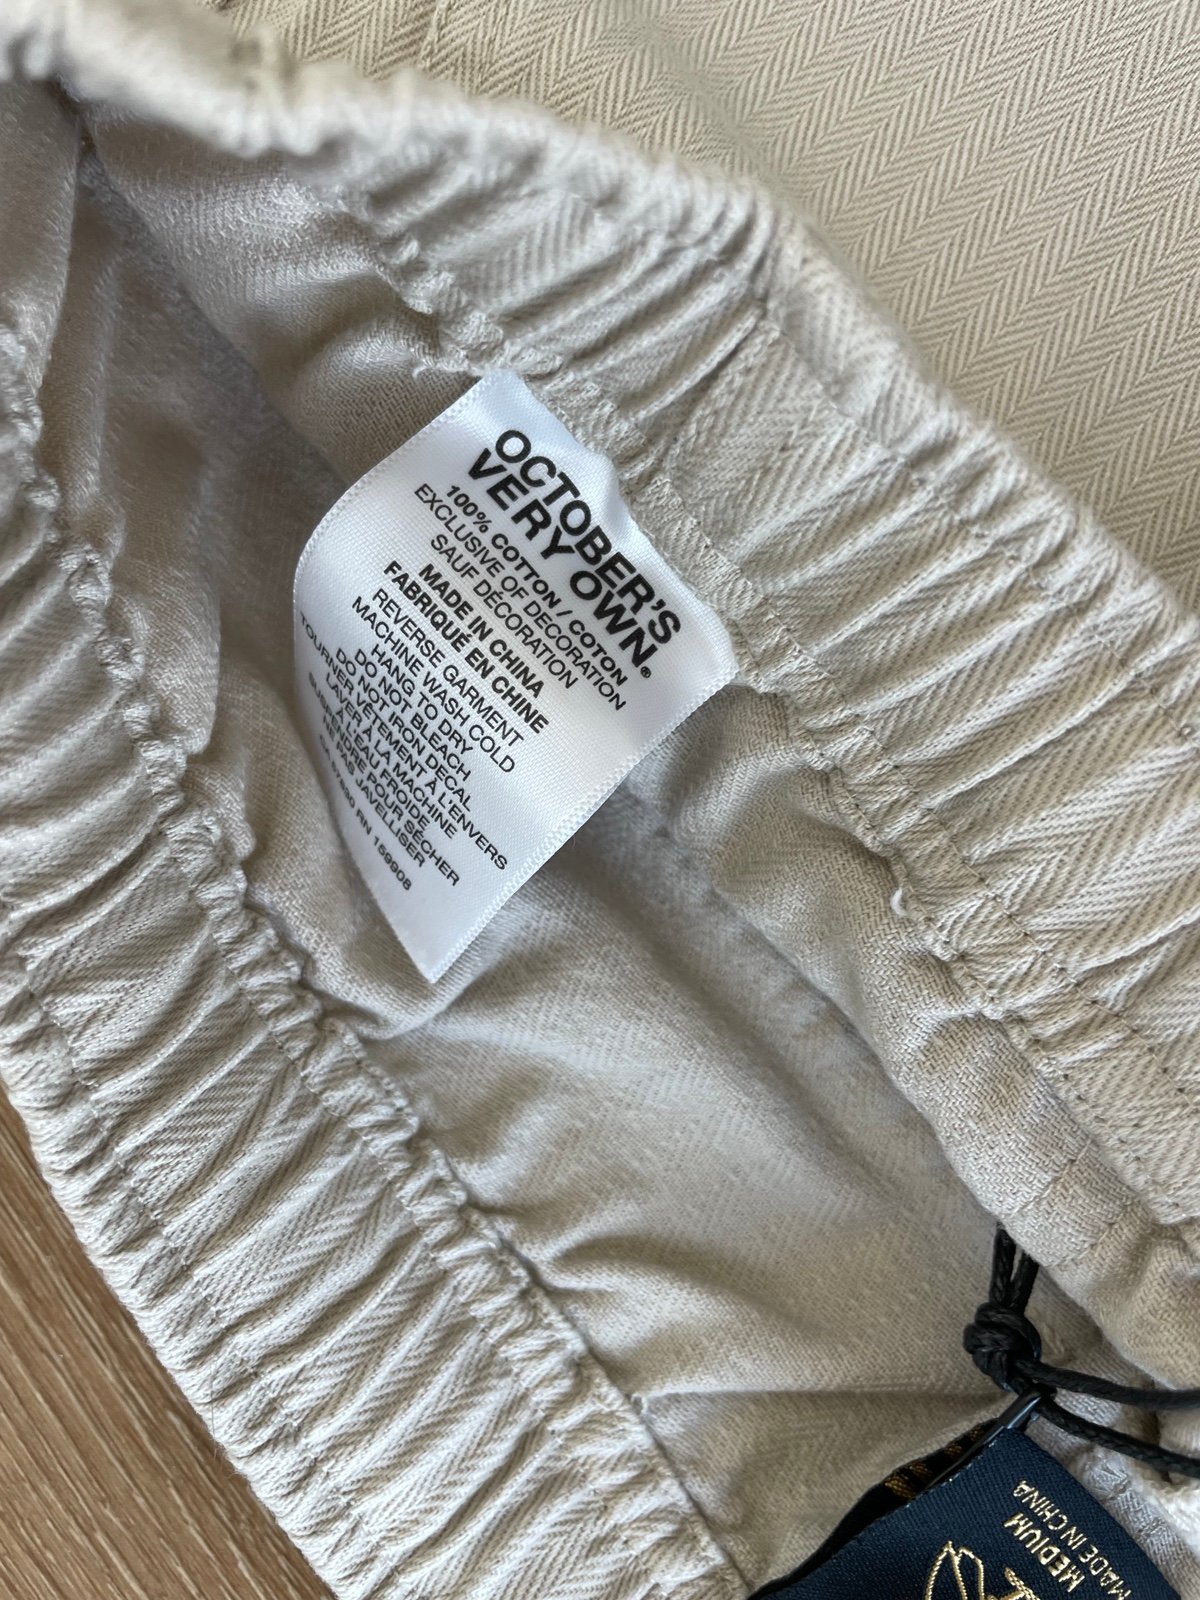 OCTOBER'S
VERY OWN®
100% COTTON / COTON
EXCLUSIVE OF DECORATION
SAUF DÉCORATION
MADE IN CHINA
FABRIQUÉ EN CHINE
REVERSE GARMENT
MACHINE WASH COLD
HANG TO DRY
DO NOT BLEACH
DO NOT IRON DECAL
TOURNER LE VÊTEMENT À L'ENVERS
LAVER À LA MACHINE
À L'EAU FROIDE
SUSPENDRE POUR SÉCHER
NE PAS JAVELLISER
RN 159908
MEDIUM
MADE IN CHINA